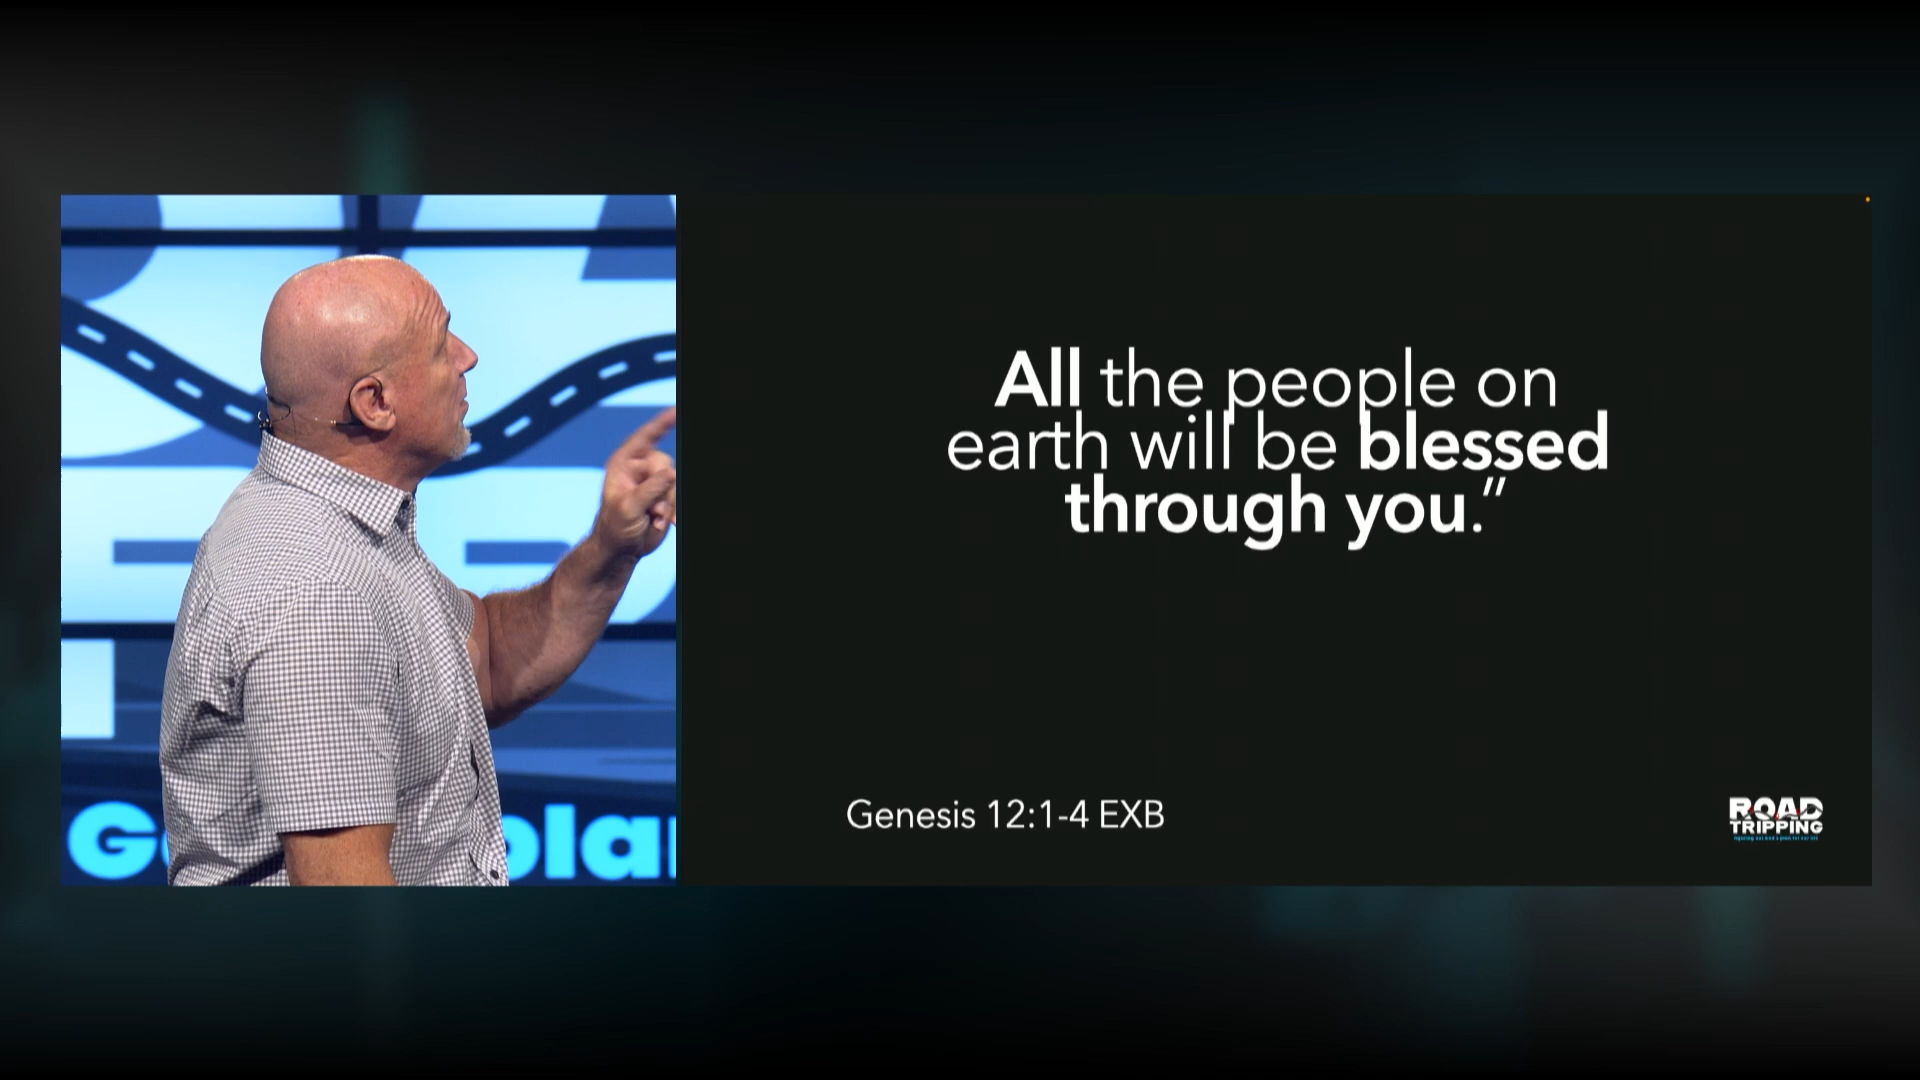 All the people on
earth will be blessed
through you.”
Genesis 12:1-4 EXB
ROAD
TRIPPING